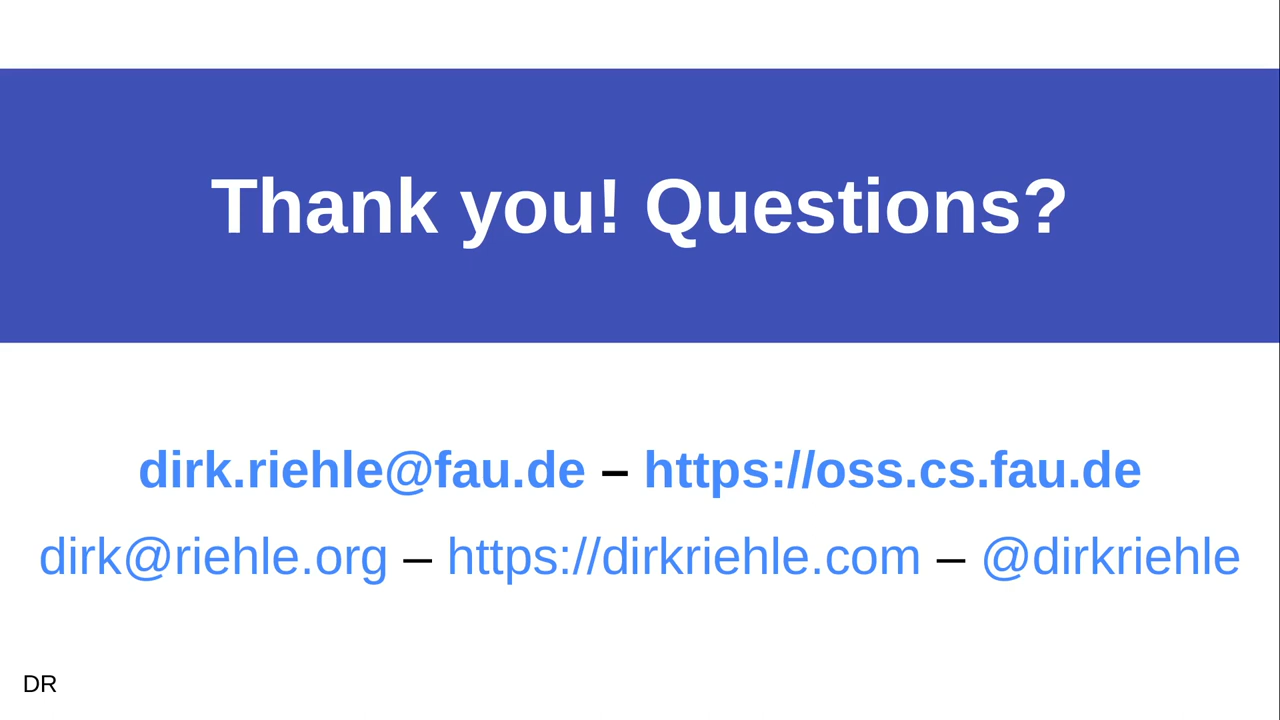 Thank you! Questions?
dirk.riehle@fau.de – https://oss.cs.fau.de
dirk@riehle.org – https://dirkriehle.com – @dirkriehle
DR